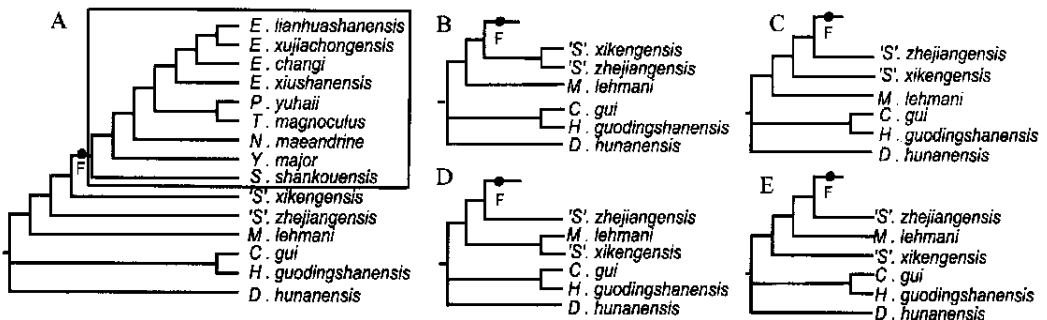 A
E. lianhuashanensis
E. xujiachongensis
E. changi
E. xiushanensis
P. yuhaii
T. magnoculus
N. maeandrine
Y. major
S. shankouensis
F
'S'. xikengensis
'S'. zhejiangensis
M. lehmani
C. gui
H. guodingshanensis
D. hunanensis
B
F
'S'. xikengensis
'S'. zhejiangensis
M. lehmani
C. gui
H. guodingshanensis
D. hunanensis
C
F
'S'. zhejiangensis
'S'. xikengensis
M. lehmani
C. gui
H. guodingshanensis
D. hunanensis
D
F
'S'. zhejiangensis
M. lehmani
'S'. xikengensis
C. gui
H. guodingshanensis
D. hunanensis
E
F
'S'. zhejiangensis
M. lehmani
'S'. xikengensis
C. gui
H. guodingshanensis
D. hunanensis